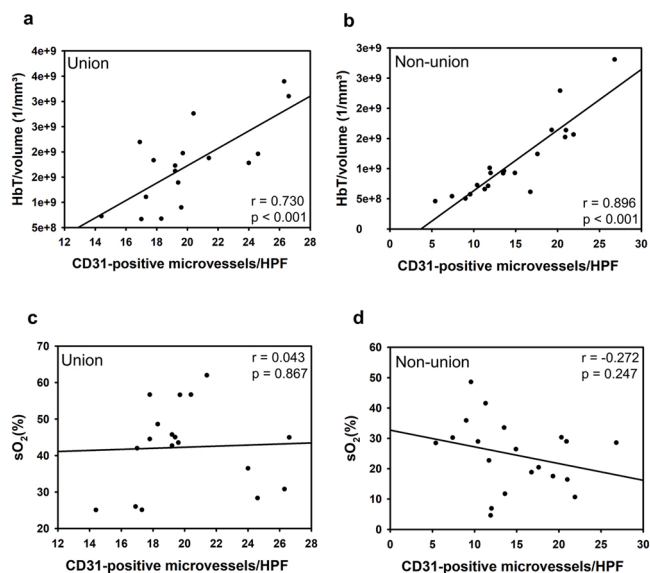 a
Union
HbT/volume (1/mm³)
4e+9
4e+9
3e+9
3e+9
2e+9
2e+9
1e+9
5e+8
12 14 16 18 20 22 24 26 28
r = 0.730
p < 0.001
CD31-positive microvessels/HPF
b
Non-union
HbT/volume (1/mm³)
3e+9
3e+9
2e+9
2e+9
1e+9
5e+8
0
0 5 10 15 20 25 30
r = 0.896
p < 0.001
CD31-positive microvessels/HPF
c
Union
r = 0.043
p = 0.867
sO₂(%)
70
60
50
40
30
20
12 14 16 18 20 22 24 26 28
CD31-positive microvessels/HPF
d
Non-union
r = -0.272
p = 0.247
sO₂(%)
60
50
40
30
20
10
0
0 5 10 15 20 25 30
CD31-positive microvessels/HPF